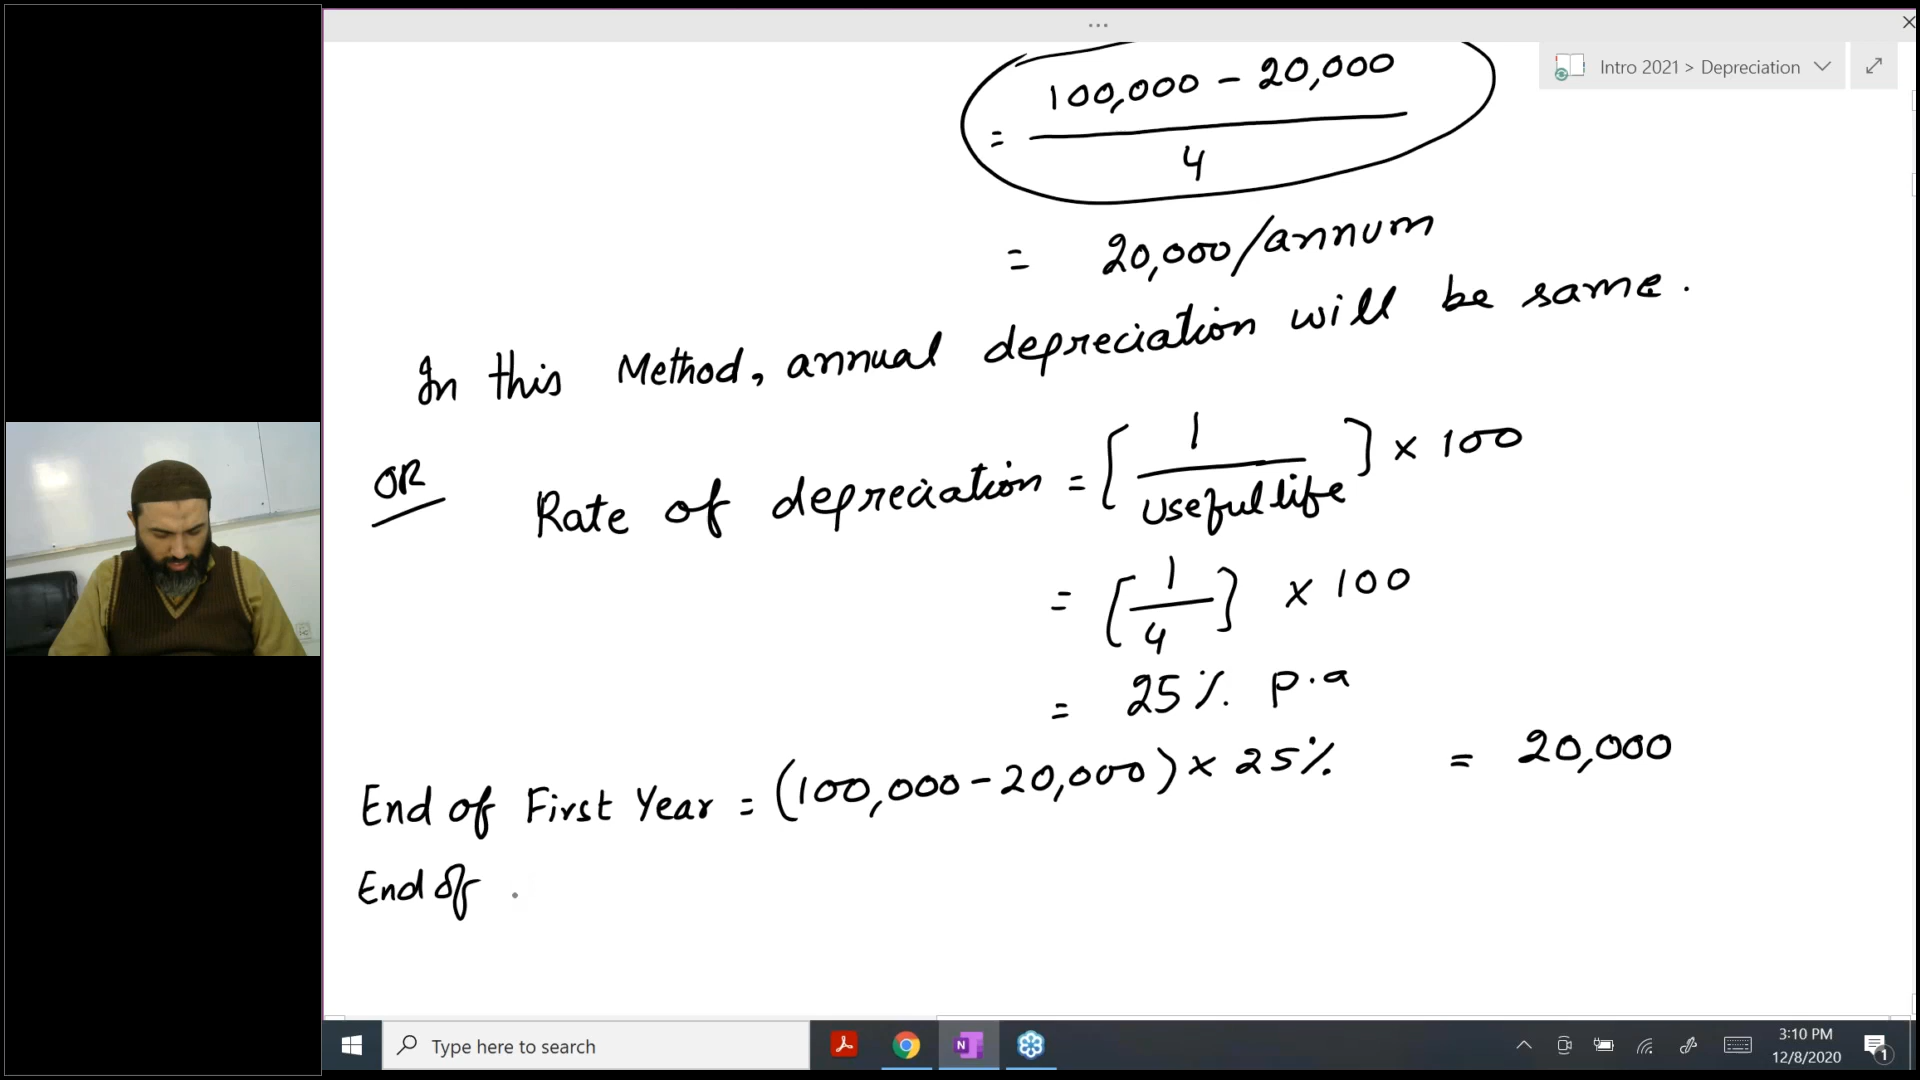 ...
Intro 2021 > Depreciation
= 100,000 - 20,000
4
= 20,000/annum
In this Method, annual depreciation will be same.
OR
Rate of depreciation = [ 1 / Useful life ] x 100
= [ 1 / 4 ] x 100
= 25% p.a
End of First Year = (100,000-20,000) x 25% = 20,000
End of
Type here to search
N
3:10 PM
12/8/2020
1